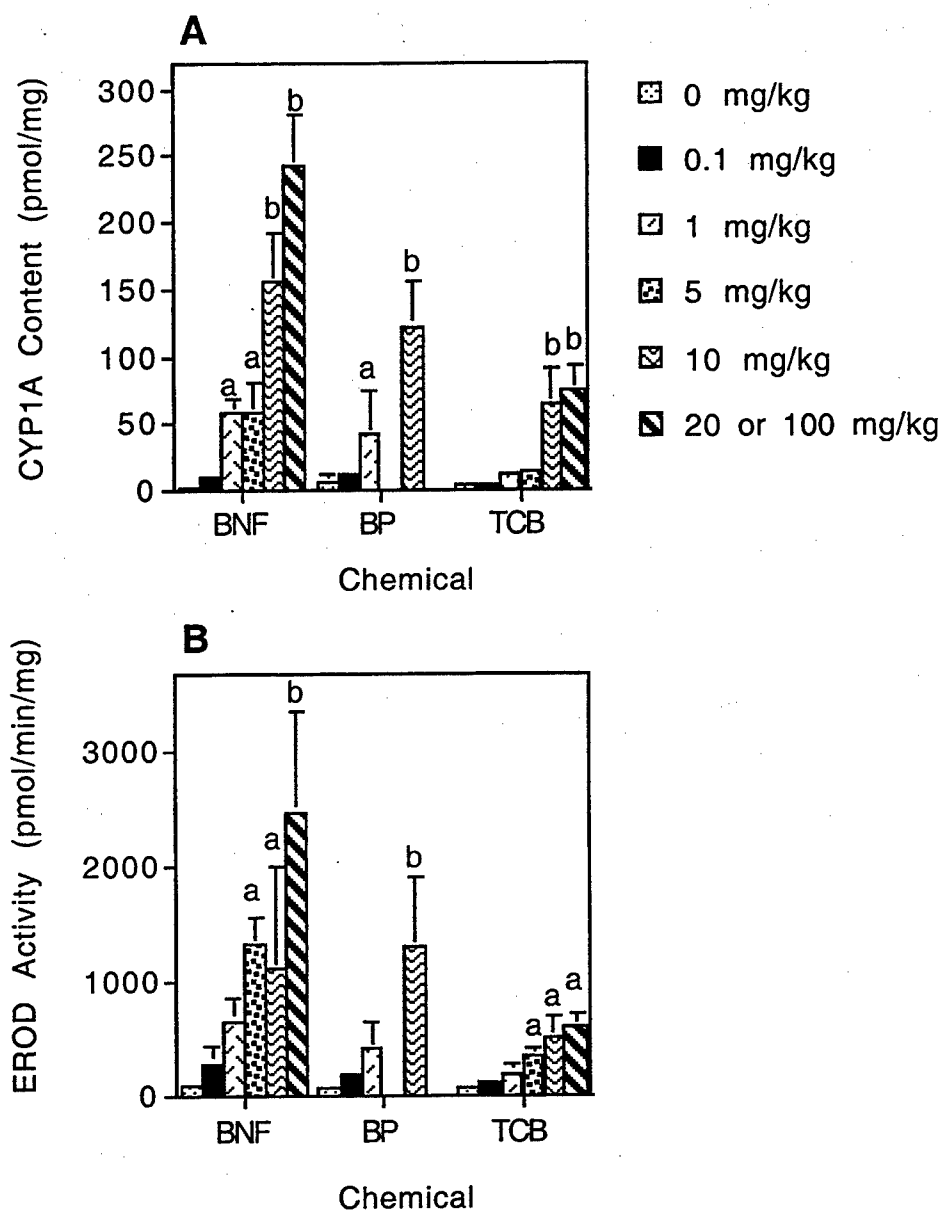 A
CYP1A Content (pmol/mg)
300
250
200
150
100
50
0
a a b b
a b
b b
BNF BP TCB
Chemical
0 mg/kg
0.1 mg/kg
1 mg/kg
5 mg/kg
10 mg/kg
20 or 100 mg/kg
B
EROD Activity (pmol/min/mg)
3000
2000
1000
0
a a b
b
a a a
BNF BP TCB
Chemical